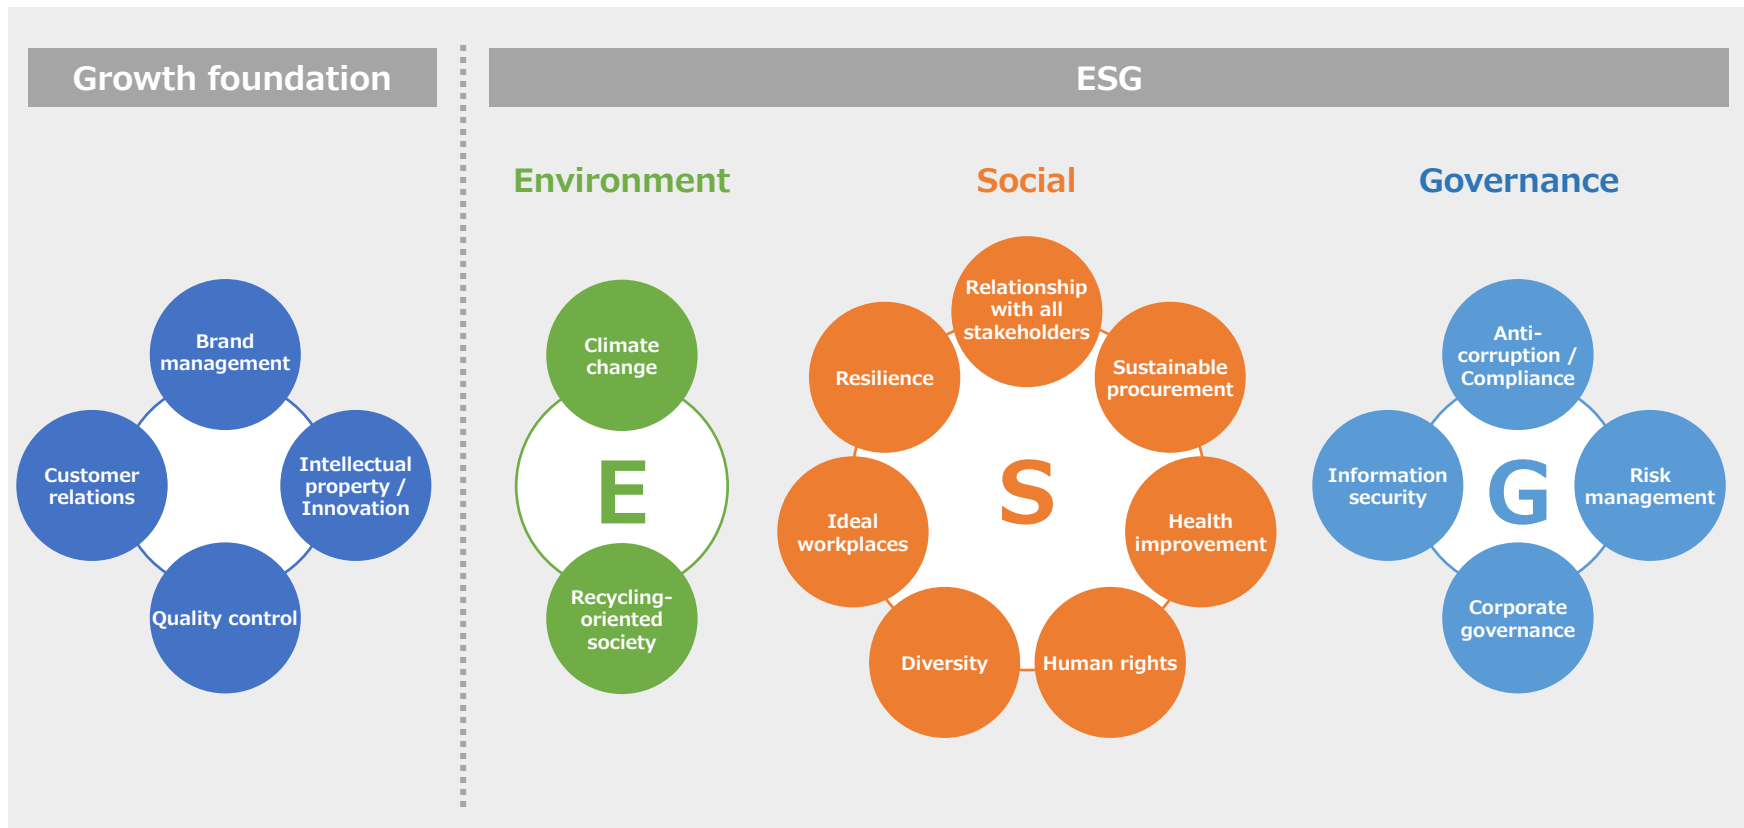 Growth foundation
Brand
management
Customer
relations
Intellectual
property /
Innovation
Quality control
ESG
Environment
Climate
change
E
Recycling-
oriented
society
Social
Relationship
with all
stakeholders
Resilience
Sustainable
procurement
S
Ideal
workplaces
Health
improvement
Diversity
Human rights
Governance
Anti-
corruption /
Compliance
Information
security
G
Risk
management
Corporate
governance